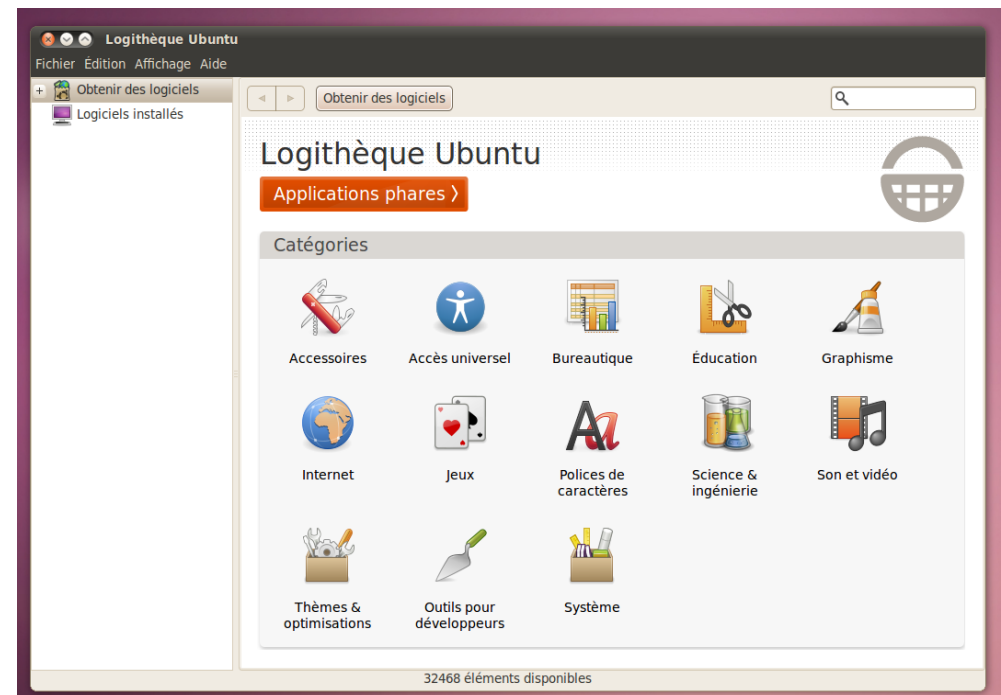 Logithèque Ubuntu
Fichier Édition Affichage Aide
Obtenir des logiciels
Logiciels installés
Obtenir des logiciels
Logithèque Ubuntu
Applications phares 〉
Catégories
Accessoires
Accès universel
Bureautique
Éducation
Graphisme
Internet
Jeux
Polices de
caractères
Science &
ingénierie
Son et vidéo
Thèmes &
optimisations
Outils pour
développeurs
Système
32468 éléments disponibles